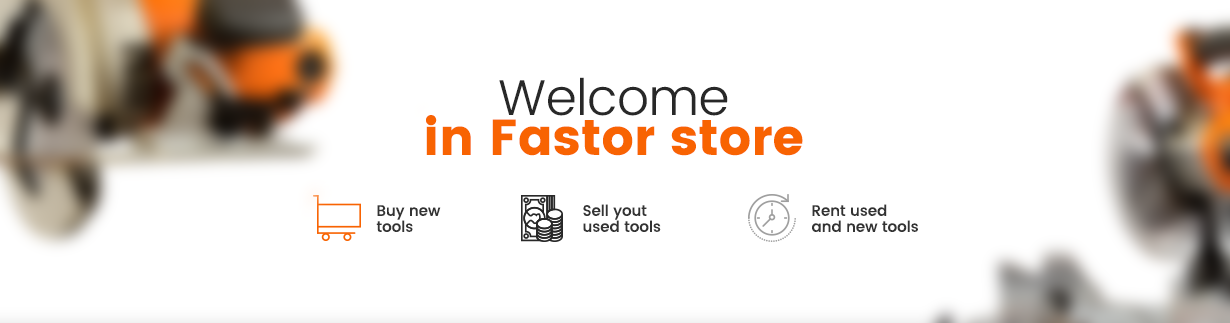 Welcome
in Fastor store
Buy new
tools
Sell yout
used tools
Rent used
and new tools